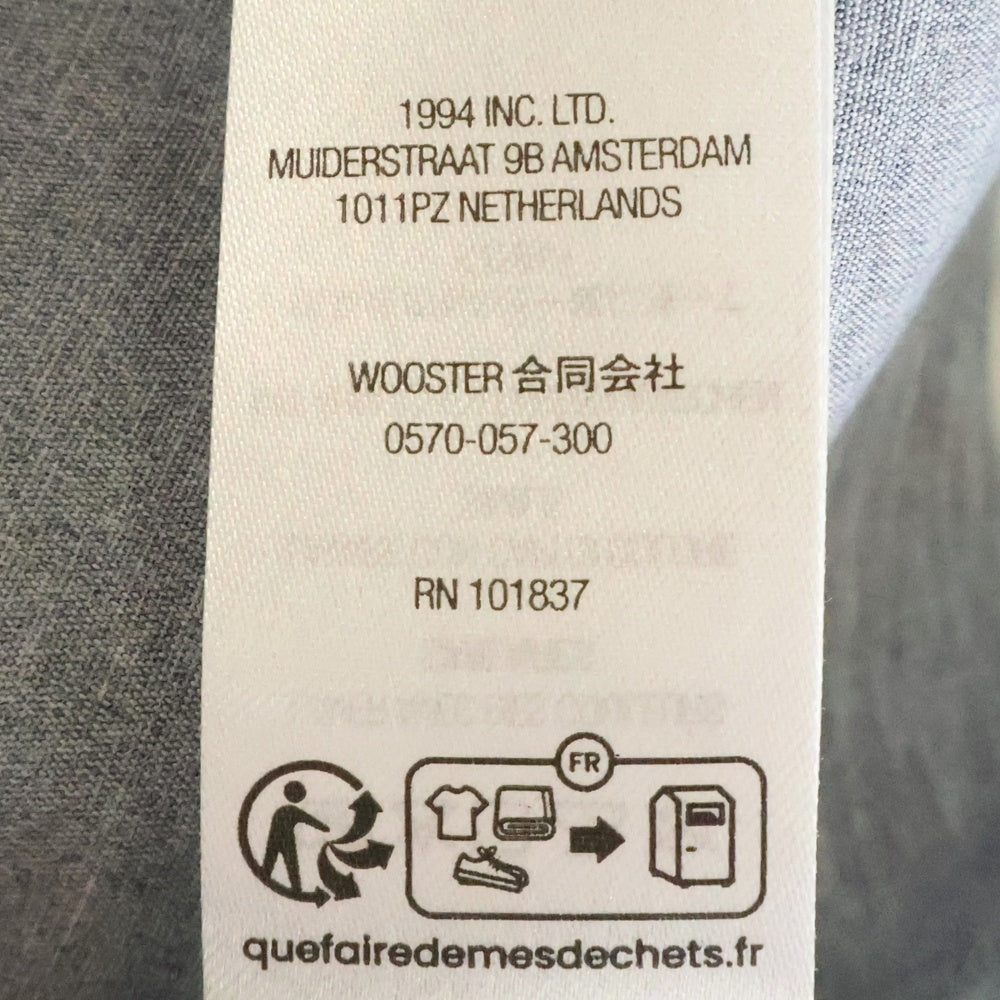 1994 INC. LTD.
MUIDERSTRAAT 9B AMSTERDAM
1011PZ NETHERLANDS
WOOSTER 合同会社
0570-057-300
RN 101837
FR
quefairedemesdechets.fr